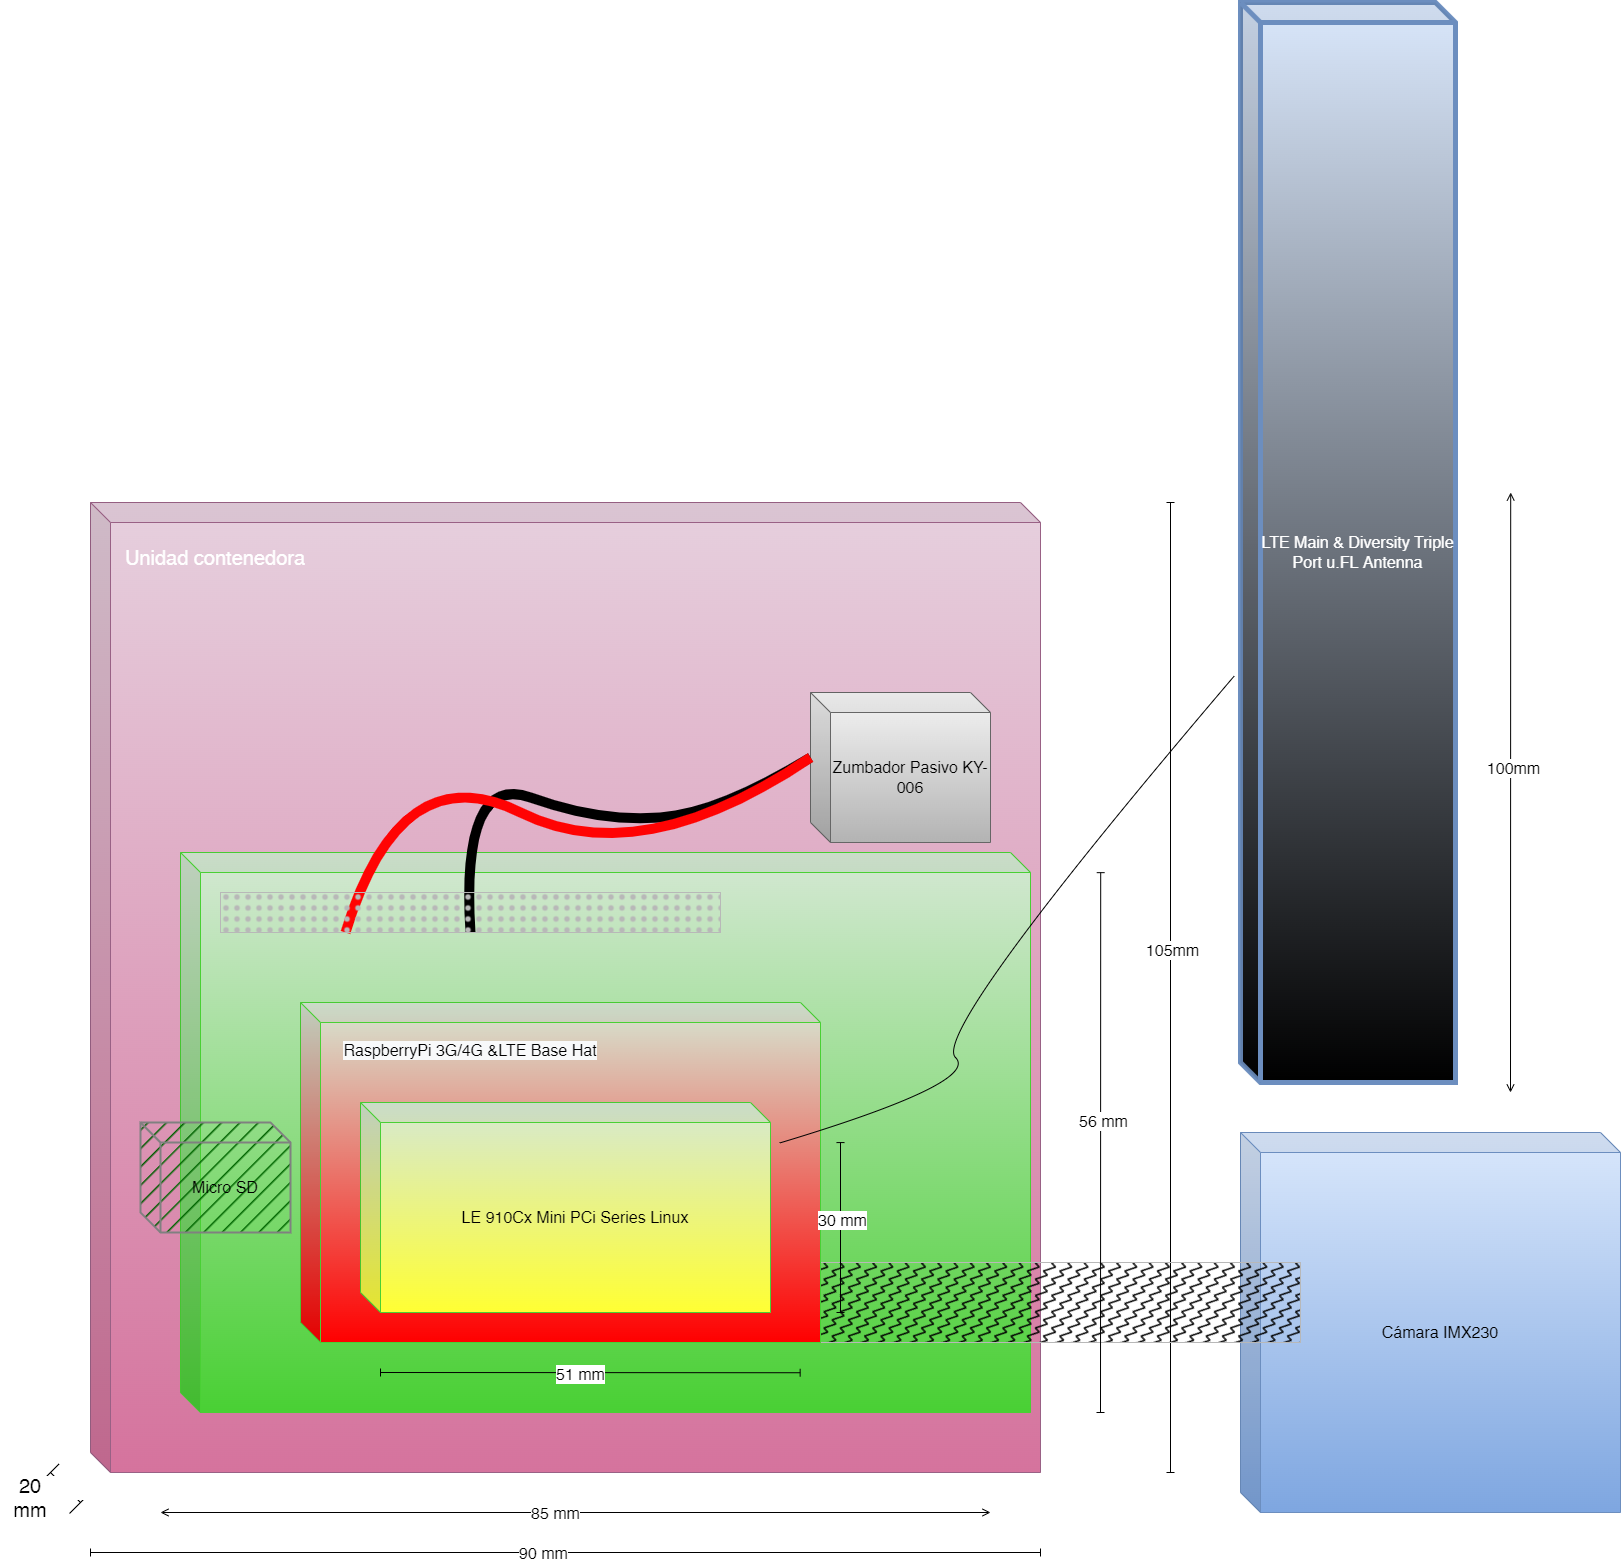 Unidad contenedora
LTE Main & Diversity Triple
Port u.FL Antenna
Zumbador Pasivo KY-
006
100mm
105mm
RaspberryPi 3G/4G &LTE Base Hat
56 mm
Micro SD
LE 910Cx Mini PCi Series Linux
30 mm
Cámara IMX230
51 mm
20
mm
85 mm
90 mm